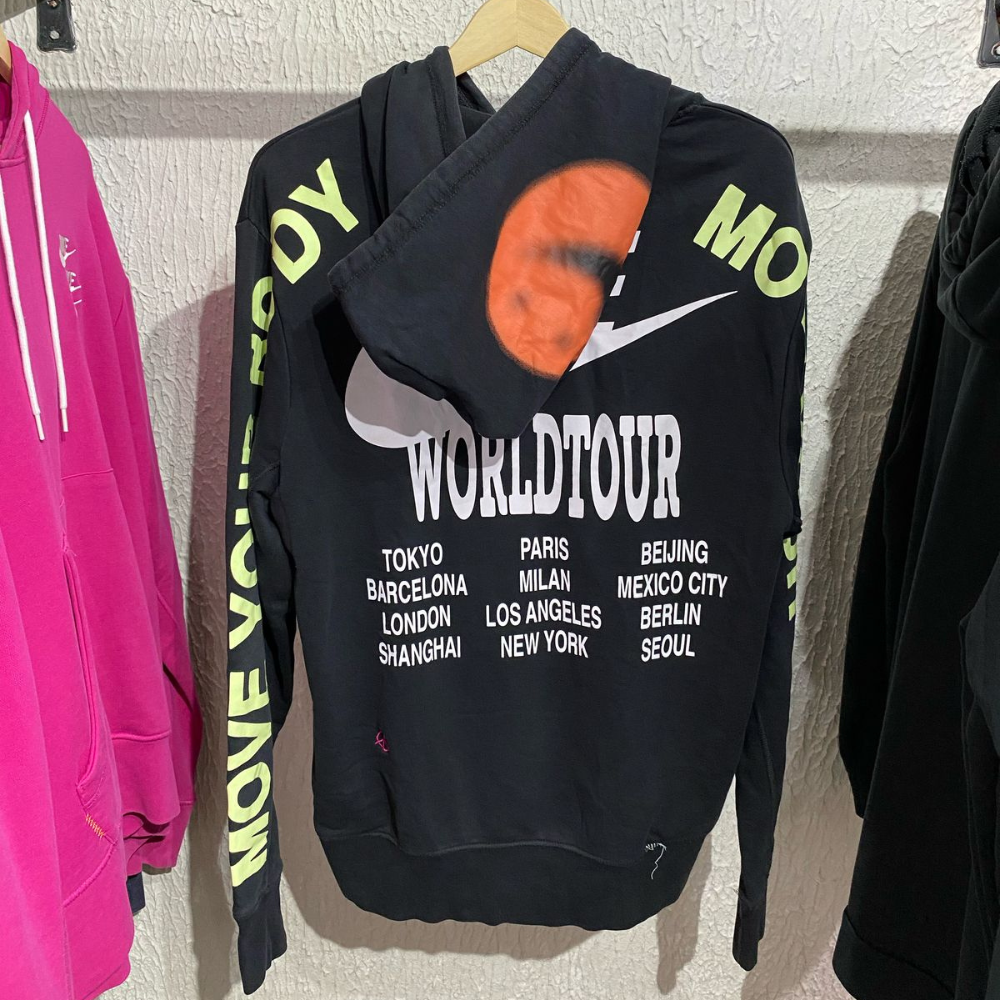 MOVE YOUR BODY
MO
E
WORLDTOUR
TOKYO PARIS BEIJING
BARCELONA MILAN MEXICO CITY
LONDON LOS ANGELES BERLIN
SHANGHAI NEW YORK SEOUL